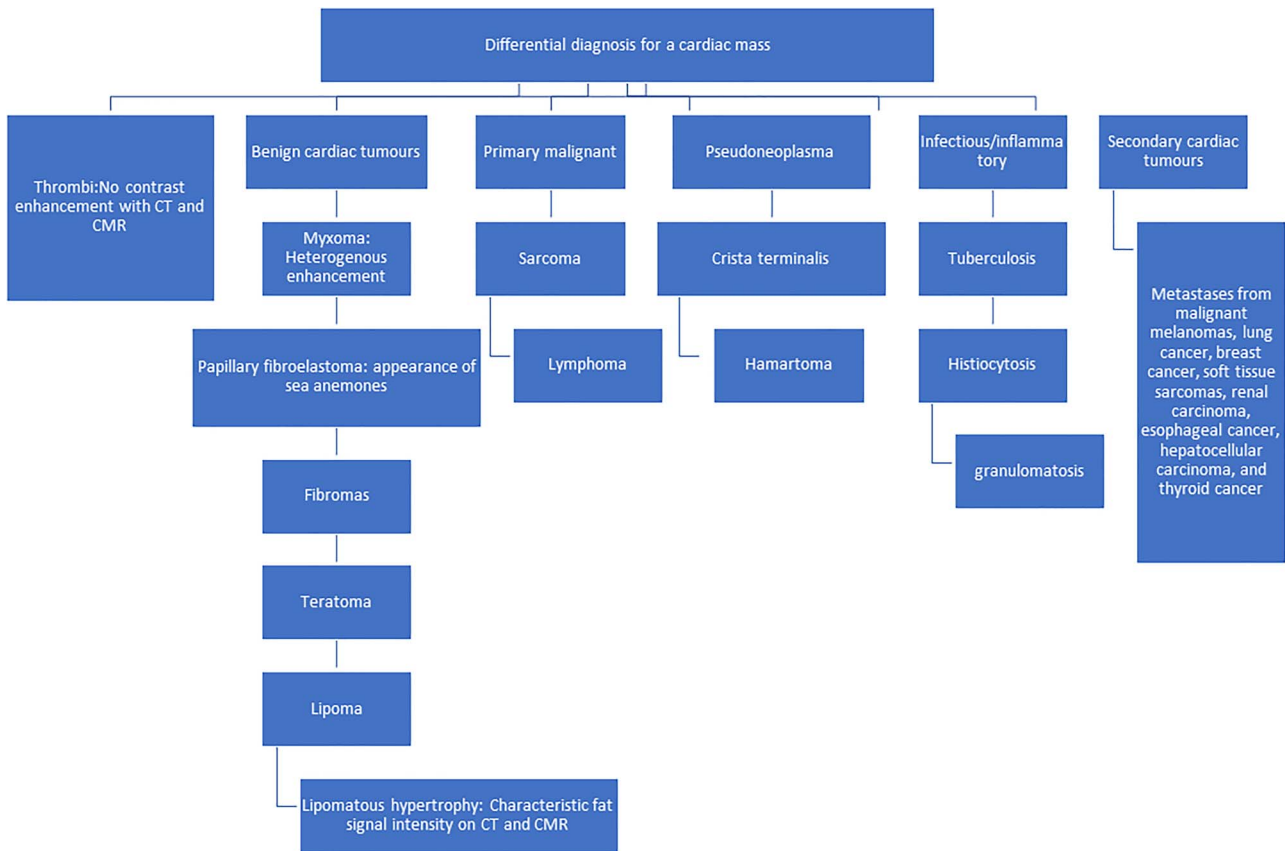 Differential diagnosis for a cardiac mass
Thrombi:No contrast
enhancement with CT and
CMR
Benign cardiac tumours
Primary malignant
Pseudoneoplasma
Infectious/inflamma
tory
Secondary cardiac
tumours
Myxoma:
Heterogenous
enhancement
Sarcoma
Crista terminalis
Tuberculosis
Metastases from
malignant
melanomas, lung
cancer, breast
cancer, soft tissue
sarcomas, renal
carcinoma,
esophageal cancer,
hepatocellular
carcinoma, and
thyroid cancer
Papillary fibroelastoma: appearance of
sea anemones
Lymphoma
Hamartoma
Histiocytosis
Fibromas
granulomatosis
Teratoma
Lipoma
Lipomatous hypertrophy: Characteristic fat
signal intensity on CT and CMR